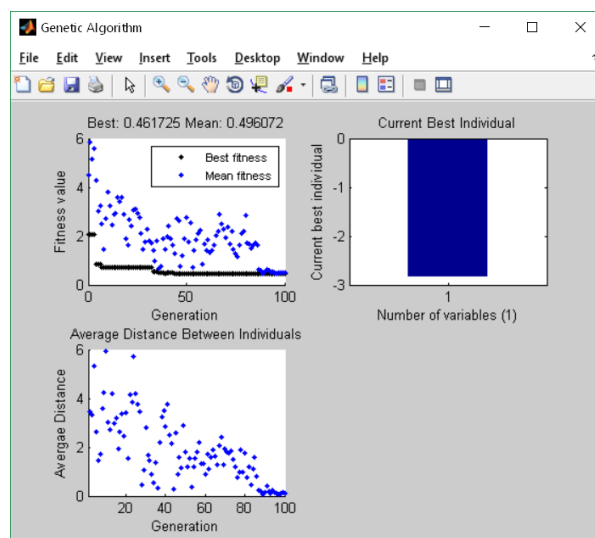 Genetic Algorithm
File Edit View Insert Tools Desktop Window Help
Best: 0.461725 Mean: 0.496072
6
4
2
0
Fitness value
Best fitness
Mean fitness
0 50 100
Generation
Current Best Individual
0
-1
-2
-3
Current best individual
1
Number of variables (1)
Average Distance Between Individuals
6
4
2
0
Avergae Distance
20 40 60 80 100
Generation